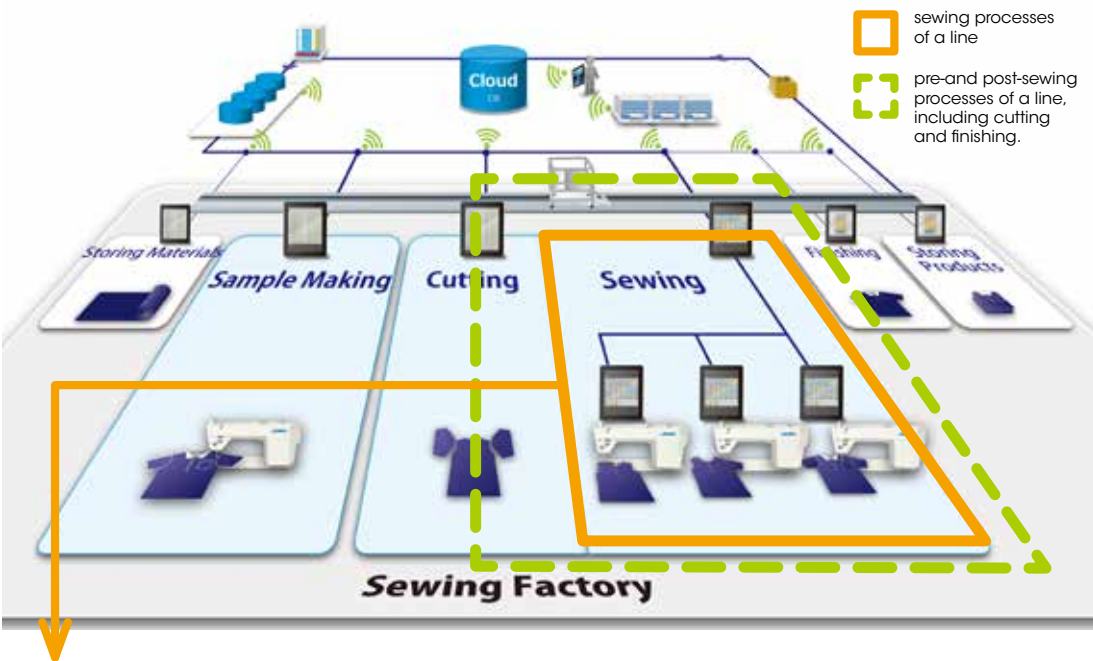 sewing processes
of a line
pre-and post-sewing
processes of a line,
including cutting
and finishing.
Cloud
DB
Storing Materials
Sample Making
Cutting
Sewing
Finishing
Storing
Products
Sewing Factory